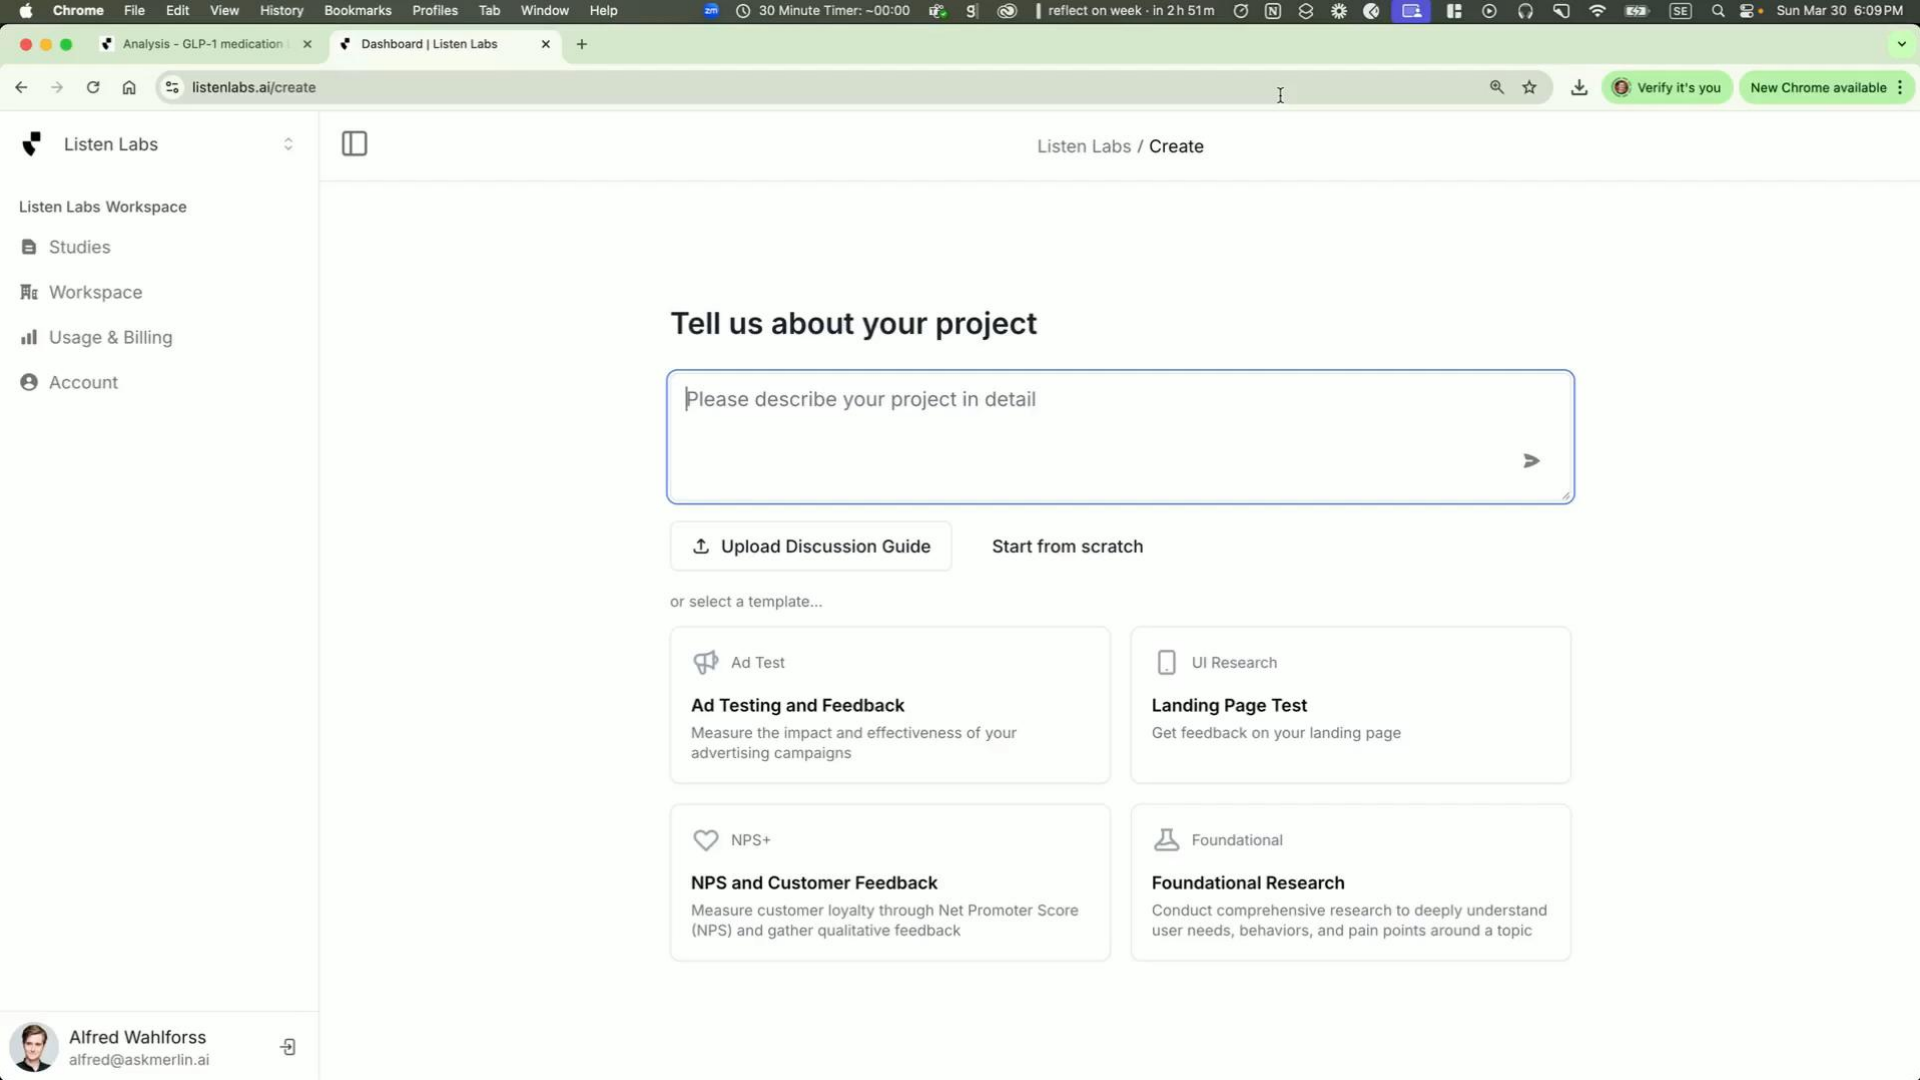 Chrome File Edit View History Bookmarks Profiles Tab Window Help zm 30 Minute Timer: ~00:00 reflect on week · in 2 h 51 m SE Sun Mar 30 6:09 PM
Analysis - GLP-1 medication
Dashboard | Listen Labs
listenlabs.ai/create
Verify it's you
New Chrome available
Listen Labs
Listen Labs / Create
Listen Labs Workspace
Studies
Workspace
Usage & Billing
Account
Tell us about your project
Please describe your project in detail
Upload Discussion Guide
Start from scratch
or select a template...
Ad Test
Ad Testing and Feedback
Measure the impact and effectiveness of your
advertising campaigns
UI Research
Landing Page Test
Get feedback on your landing page
NPS+
NPS and Customer Feedback
Measure customer loyalty through Net Promoter Score
(NPS) and gather qualitative feedback
Foundational
Foundational Research
Conduct comprehensive research to deeply understand
user needs, behaviors, and pain points around a topic
Alfred Wahlforss
alfred@askmerlin.ai